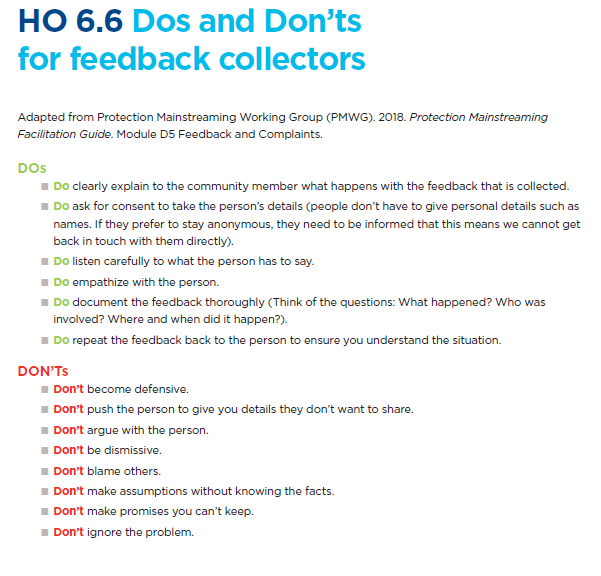 HO 6.6 Dos and Don’ts
for feedback collectors
Adapted from Protection Mainstreaming Working Group (PMWG). 2018. Protection Mainstreaming
Facilitation Guide. Module D5 Feedback and Complaints.
DOs
Do clearly explain to the community member what happens with the feedback that is collected.
Do ask for consent to take the person’s details (people don’t have to give personal details such as
names. If they prefer to stay anonymous, they need to be informed that this means we cannot get
back in touch with them directly).
Do listen carefully to what the person has to say.
Do empathize with the person.
Do document the feedback thoroughly (Think of the questions: What happened? Who was
involved? Where and when did it happen?).
Do repeat the feedback back to the person to ensure you understand the situation.
DON’Ts
Don’t become defensive.
Don’t push the person to give you details they don’t want to share.
Don’t argue with the person.
Don’t be dismissive.
Don’t blame others.
Don’t make assumptions without knowing the facts.
Don’t make promises you can’t keep.
Don’t ignore the problem.